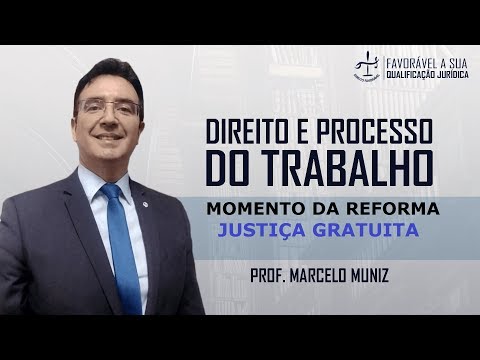 FAVORÁVEL A SUA
QUALIFICAÇÃO JURÍDICA
DIREITO E PROCESSO
DO TRABALHO
MOMENTO DA REFORMA
JUSTIÇA GRATUITA
PROF. MARCELO MUNIZ